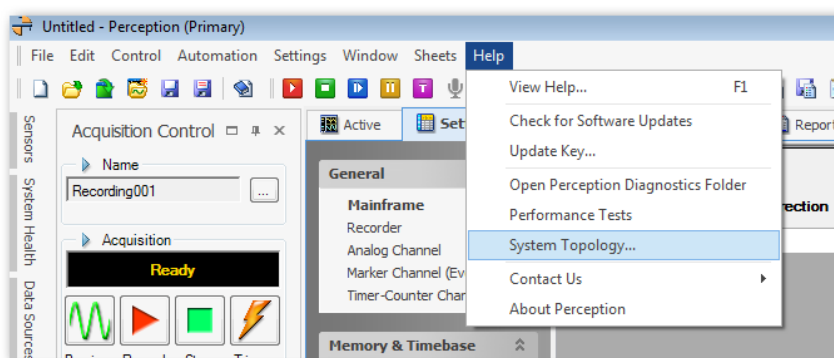 Untitled - Perception (Primary)
File Edit Control Automation Settings Window Sheets Help
View Help... F1
Check for Software Updates
Update Key...
Open Perception Diagnostics Folder
Performance Tests
System Topology...
Contact Us
About Perception
Sensors
System Health
Data Sources
Acquisition Control
Name
Recording001
...
Acquisition
Ready
Active
Set
Report
General
Mainframe
Recorder
Analog Channel
Marker Channel (Ev
Timer-Counter Char
Memory & Timebase
ection